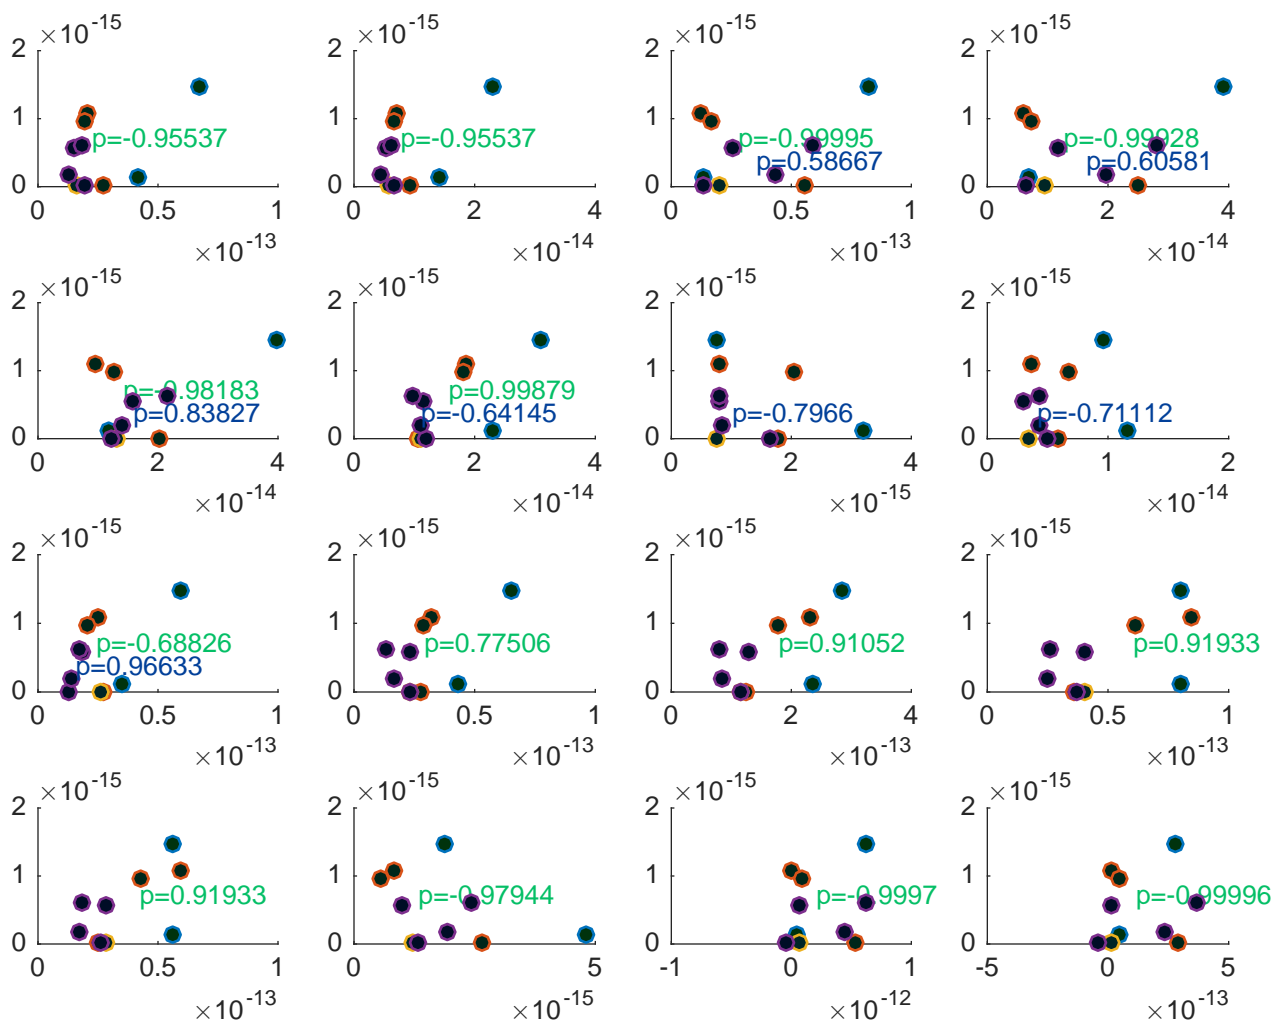 ×10-15 ×10-15 ×10-15 ×10-15
2 2 2 2
1 1 1 1
p=-0.95537 p=-0.95537 p=-0.99995 p=-0.99928
p=0.58667 p=0.60581
0 0 0 0
0 0.5 1 0 2 4 0 0.5 1 0 2 4
×10-13 ×10-14 ×10-13 ×10-14
×10-15 ×10-15 ×10-15 ×10-15
2 2 2 2
1 1 1 1
p=-0.98183 p=0.99879
p=0.83827 p=-0.64145 p=-0.7966 p=-0.71112
0 0 0 0
0 2 4 0 2 4 0 2 4 0 1 2
×10-14 ×10-14 ×10-15 ×10-14
×10-15 ×10-15 ×10-15 ×10-15
2 2 2 2
1 1 1 1
p=-0.68826 p=0.77506 p=0.91052 p=0.91933
p=0.96633
0 0 0 0
0 0.5 1 0 0.5 1 0 2 4 0 0.5 1
×10-13 ×10-13 ×10-13 ×10-13
×10-15 ×10-15 ×10-15 ×10-15
2 2 2 2
1 1 1 1
p=0.91933 p=-0.97944 p=-0.9997 p=-0.99996
0 0 0 0
0 0.5 1 0 5 -1 0 1 -5 0 5
×10-13 ×10-15 ×10-12 ×10-13